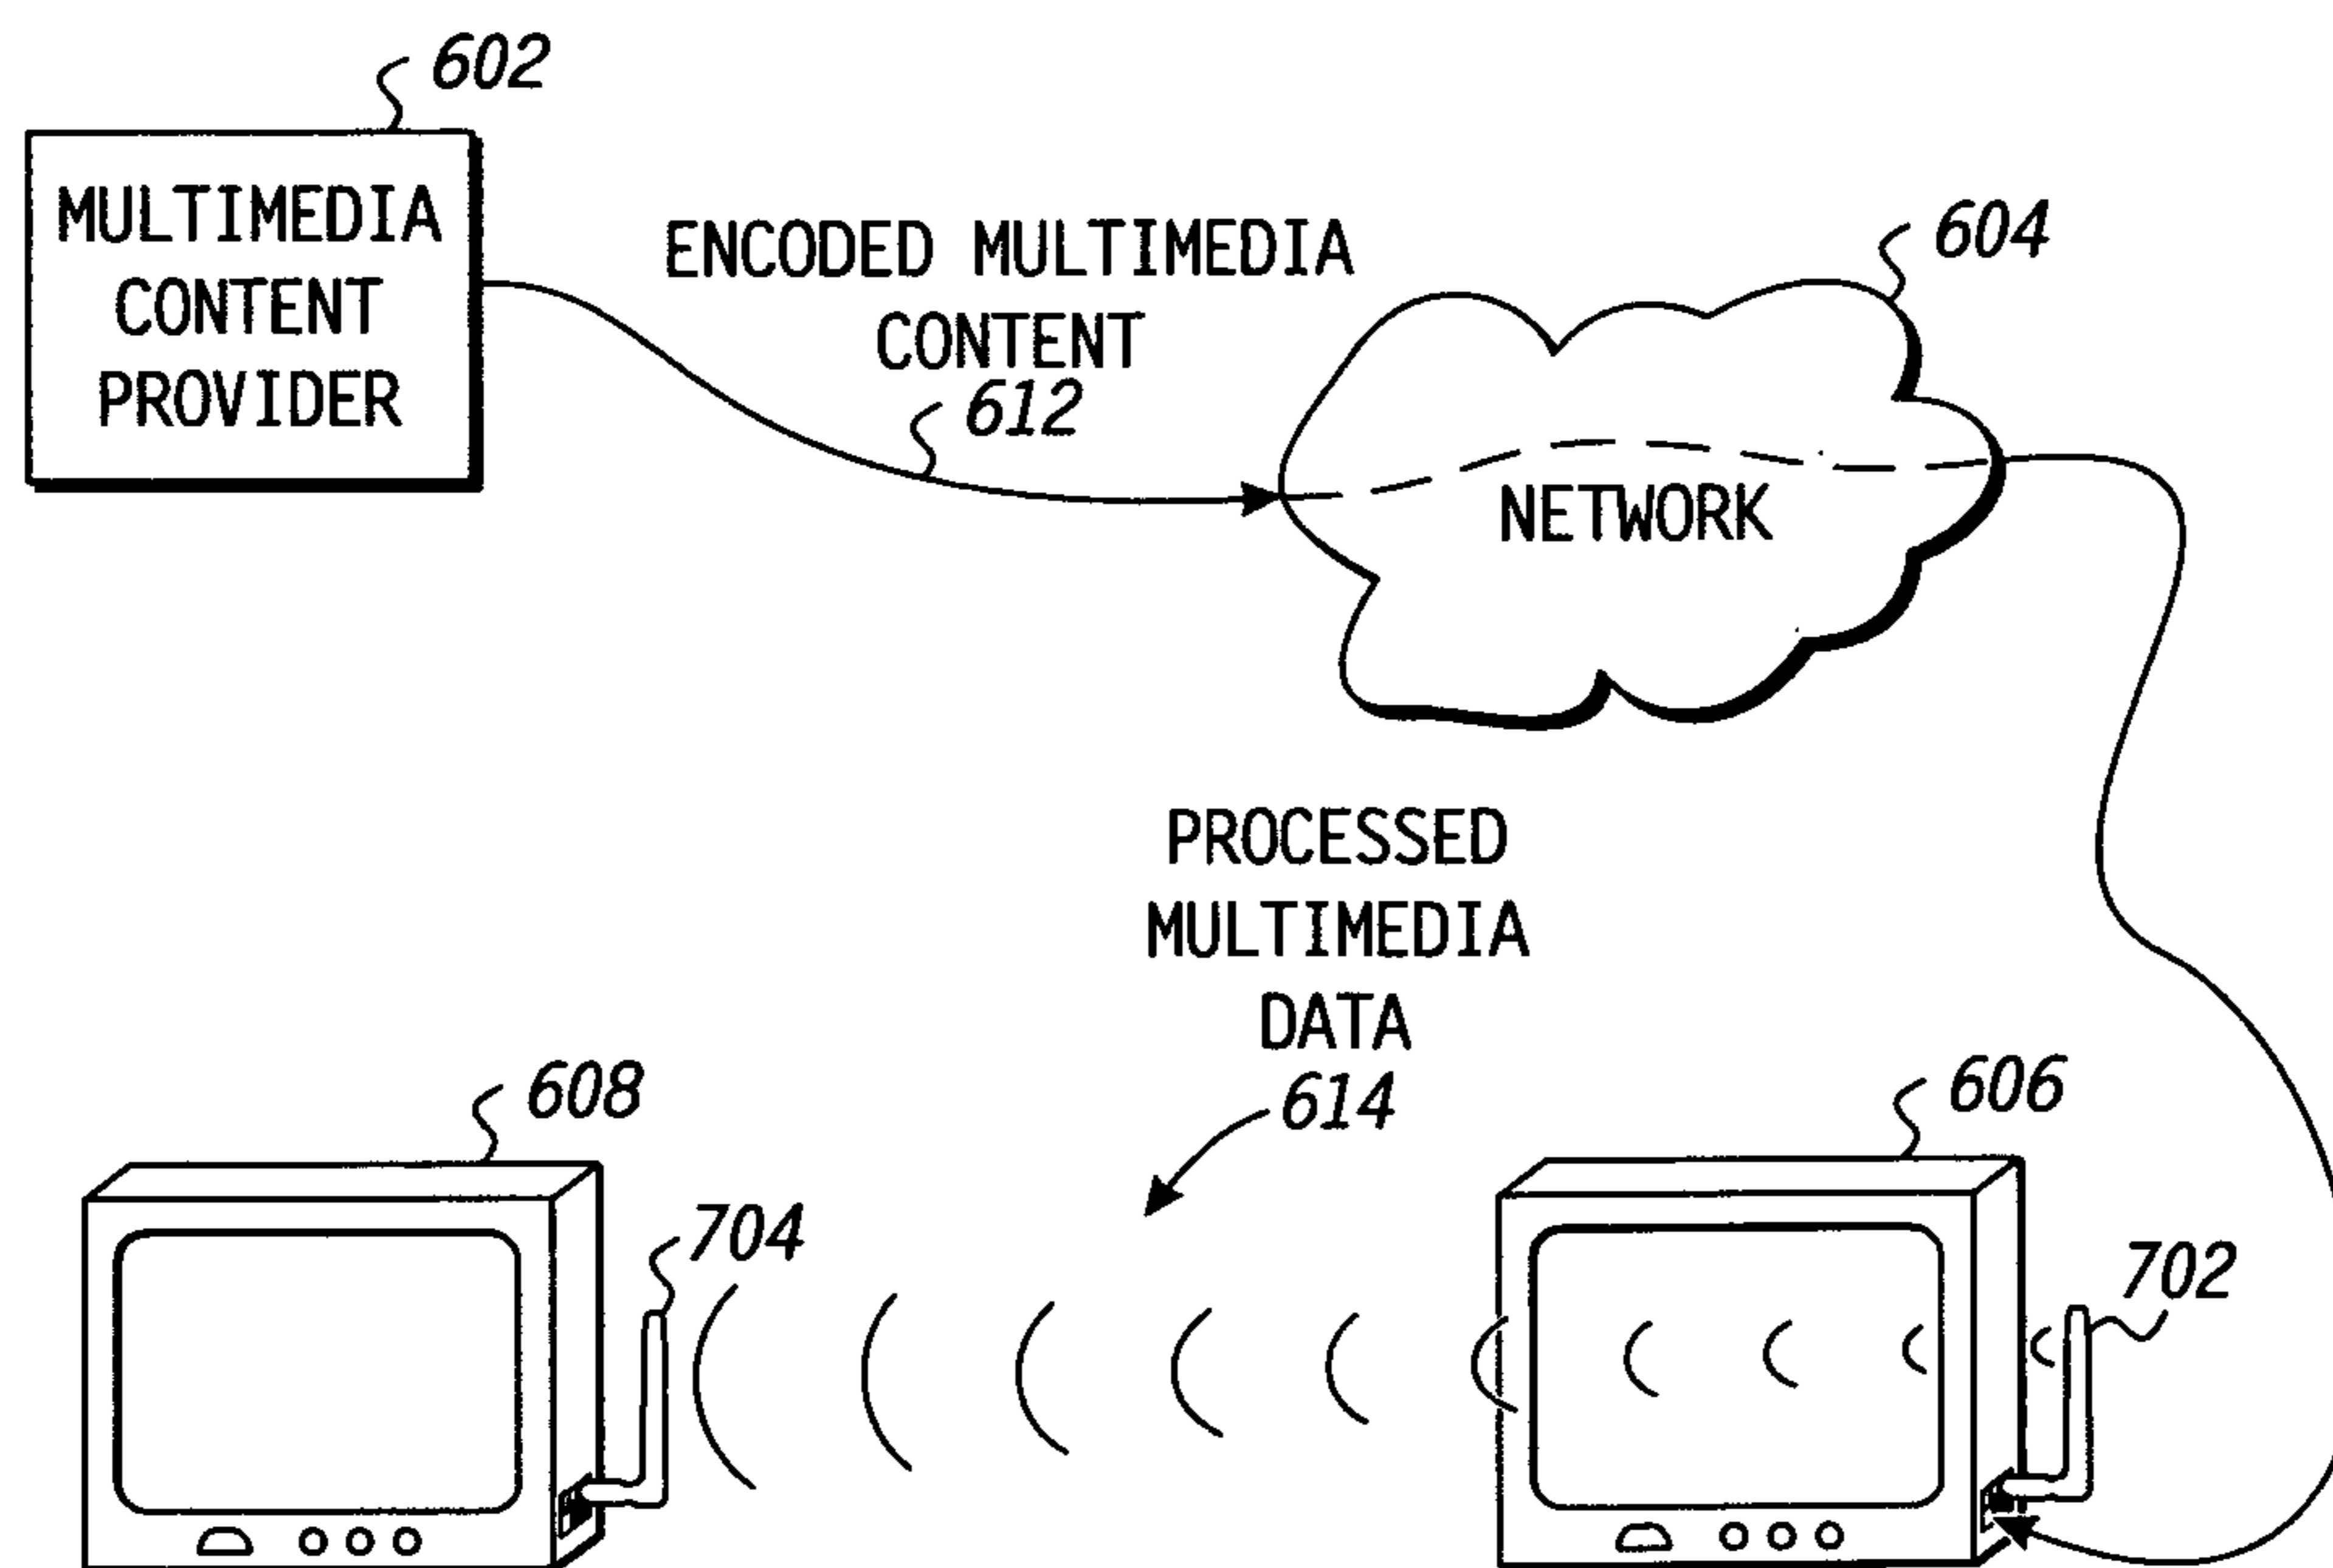 602
MULTIMEDIA
CONTENT
PROVIDER
ENCODED MULTIMEDIA
CONTENT
612
604
NETWORK
PROCESSED
MULTIMEDIA
DATA
614
608
704
606
702